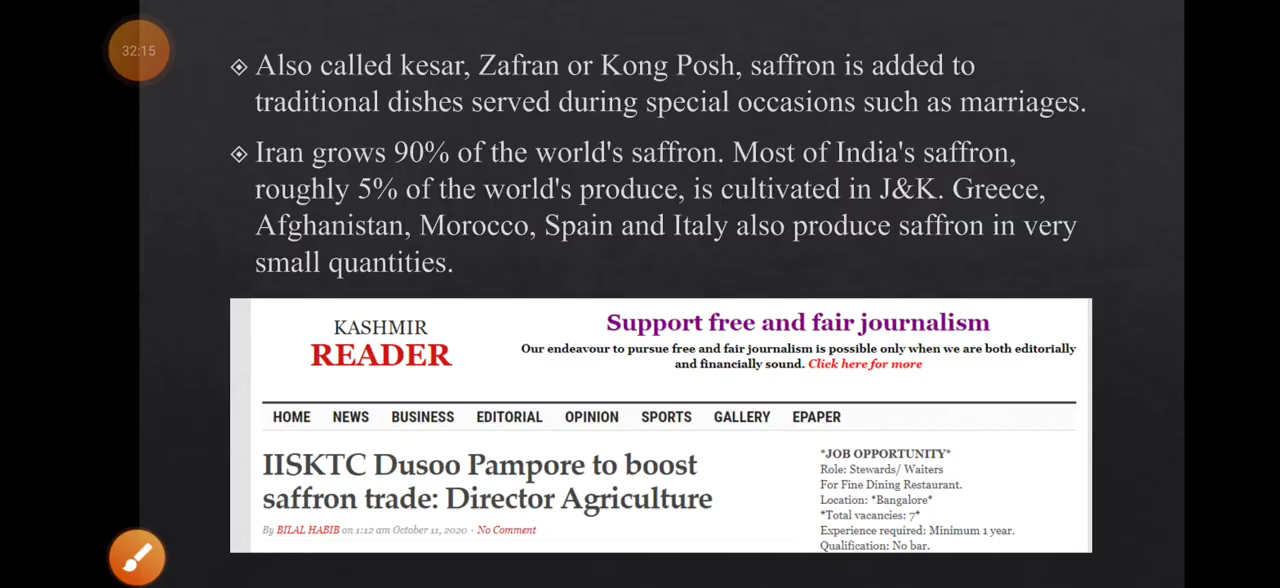 32:15
Also called kesar, Zafran or Kong Posh, saffron is added to
traditional dishes served during special occasions such as marriages.
Iran grows 90% of the world's saffron. Most of India's saffron,
roughly 5% of the world's produce, is cultivated in J&K. Greece,
Afghanistan, Morocco, Spain and Italy also produce saffron in very
small quantities.
KASHMIR
READER
Support free and fair journalism
Our endeavour to pursue free and fair journalism is possible only when we are both editorially
and financially sound. Click here for more
HOME NEWS BUSINESS EDITORIAL OPINION SPORTS GALLERY EPAPER
IISKTC Dusoo Pampore to boost
saffron trade: Director Agriculture
By BILAL HABIB on 1:12 am October 11, 2020 · No Comment
*JOB OPPORTUNITY*
Role: Stewards/ Waiters
For Fine Dining Restaurant.
Location: *Bangalore*
*Total vacancies: 7*
Experience required: Minimum 1 year.
Qualification: No bar.